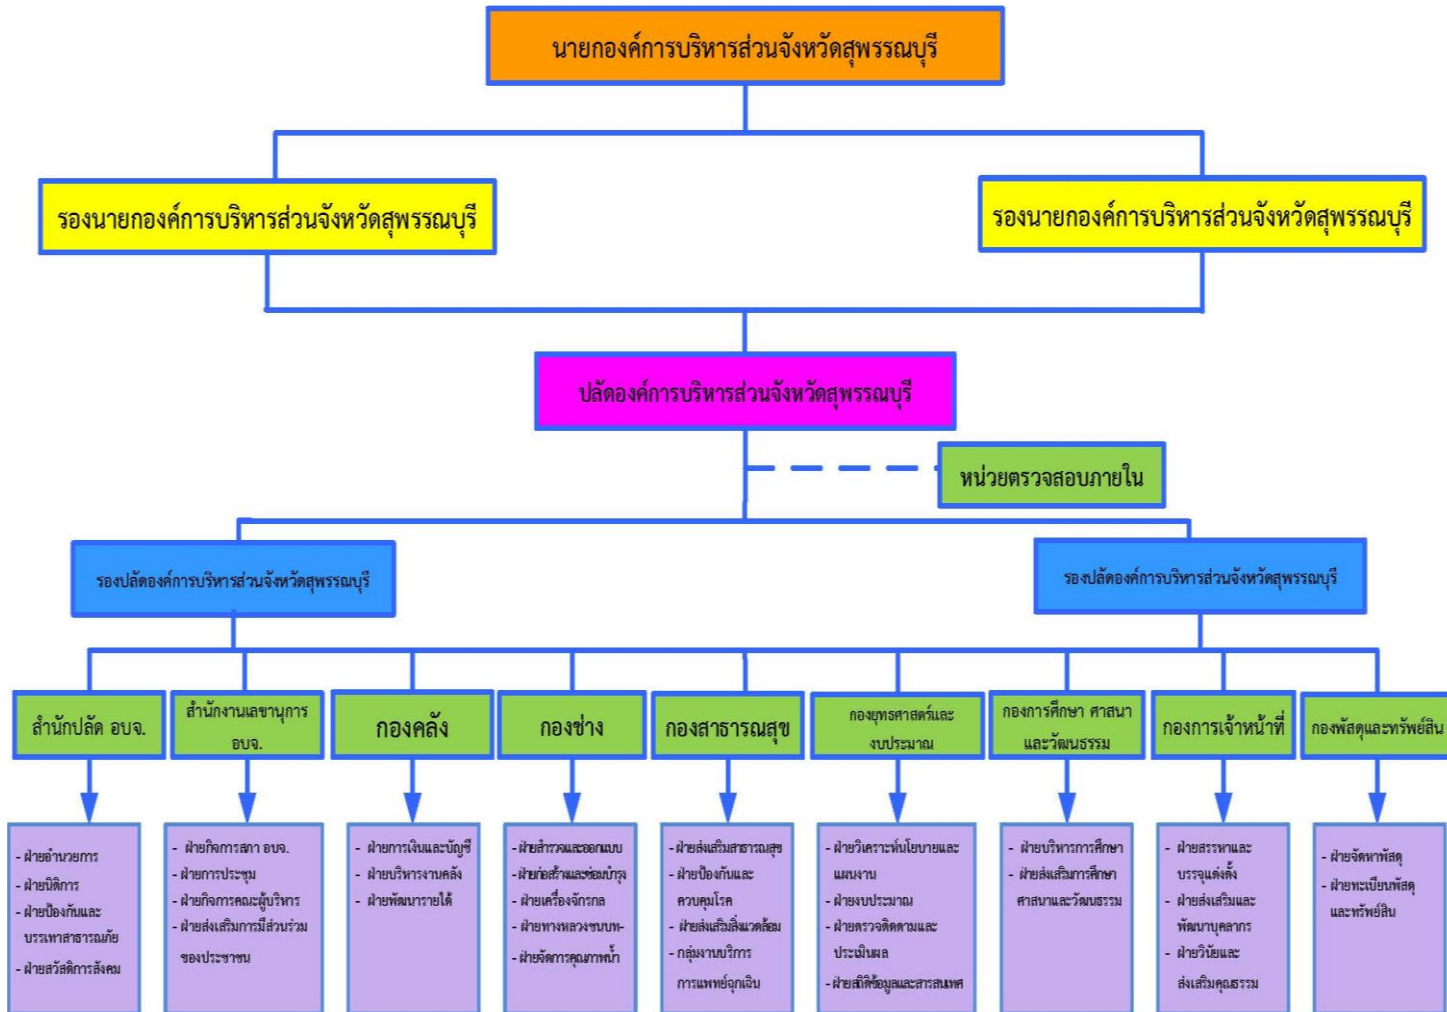 นายกองค์การบริหารส่วนจังหวัดสุพรรณบุรี
รองนายกองค์การบริหารส่วนจังหวัดสุพรรณบุรี
รองนายกองค์การบริหารส่วนจังหวัดสุพรรณบุรี
ปลัดองค์การบริหารส่วนจังหวัดสุพรรณบุรี
หน่วยตรวจสอบภายใน
รองปลัดองค์การบริหารส่วนจังหวัดสุพรรณบุรี
รองปลัดองค์การบริหารส่วนจังหวัดสุพรรณบุรี
สำนักปลัด อบจ.
สำนักงานเลขานุการ
อบจ.
กองคลัง
กองช่าง
กองสาธารณสุข
กองยุทธศาสตร์และ
งบประมาณ
กองการศึกษา ศาสนา
และวัฒนธรรม
กองการเจ้าหน้าที่
กองพัสดุและทรัพย์สิน
- ฝ่ายอำนวยการ
- ฝ่ายนิติการ
- ฝ่ายป้องกันและ
บรรเทาสาธารณภัย
- ฝ่ายสวัสดิการสังคม
- ฝ่ายกิจการสภา อบจ.
- ฝ่ายการประชุม
- ฝ่ายกิจการคณะผู้บริหาร
- ฝ่ายส่งเสริมการมีส่วนร่วม
ของประชาชน
- ฝ่ายการเงินและบัญชี
- ฝ่ายบริหารงานคลัง
- ฝ่ายพัฒนารายได้
- ฝ่ายสำรวจและออกแบบ
- ฝ่ายก่อสร้างและซ่อมบำรุง
- ฝ่ายเครื่องจักรกล
- ฝ่ายทางหลวงชนบท-
- ฝ่ายจัดการคุณภาพน้ำ
- ฝ่ายส่งเสริมสาธารณสุข
- ฝ่ายป้องกันและ
ควบคุมโรค
- ฝ่ายส่งเสริมสิ่งแวดล้อม
- กลุ่มงานบริการ
การแพทย์ฉุกเฉิน
- ฝ่ายวิเคราะห์นโยบายและ
แผนงาน
- ฝ่ายงบประมาณ
- ฝ่ายตรวจติดตามและ
ประเมินผล
- ฝ่ายสถิติข้อมูลและสารสนเทศ
- ฝ่ายบริหารการศึกษา
- ฝ่ายส่งเสริมการศึกษา
ศาสนาและวัฒนธรรม
- ฝ่ายสรรหาและ
บรรจุแต่งตั้ง
- ฝ่ายส่งเสริมและ
พัฒนาบุคลากร
- ฝ่ายวินัยและ
ส่งเสริมคุณธรรม
- ฝ่ายจัดหาพัสดุ
- ฝ่ายทะเบียนพัสดุ
และทรัพย์สิน